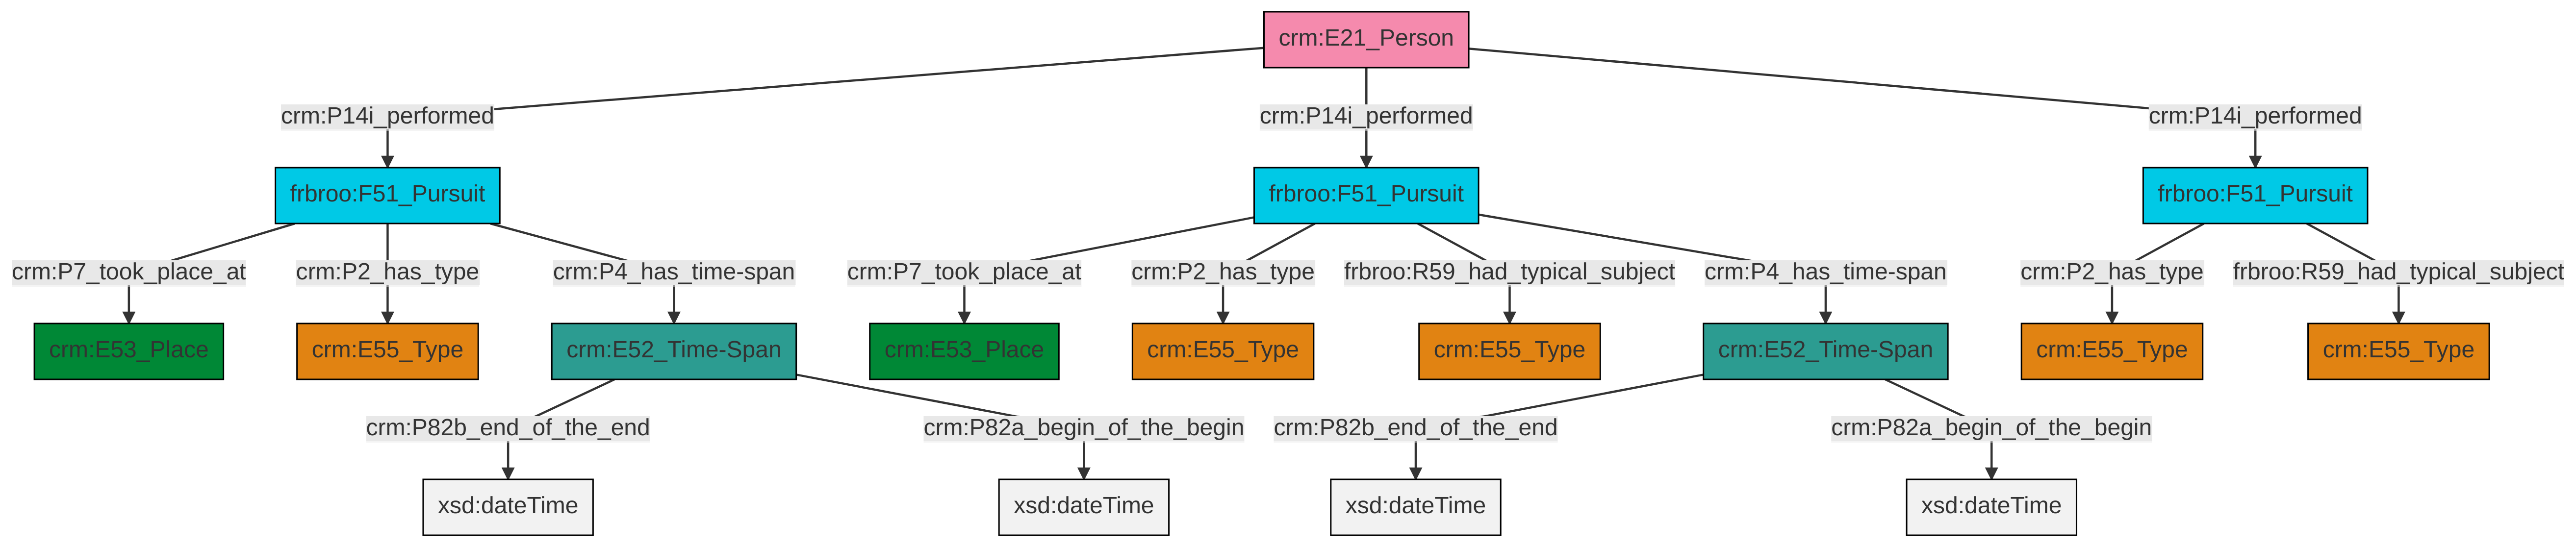 crm:E21_Person
crm:P14i_performed
crm:P14i_performed
crm:P14i_performed
frbroo:F51_Pursuit
frbroo:F51_Pursuit
frbroo:F51_Pursuit
crm:P7_took_place_at
crm:P2_has_type
crm:P4_has_time-span
crm:P7_took_place_at
crm:P2_has_type
frbroo:R59_had_typical_subject
crm:P4_has_time-span
crm:P2_has_type
frbroo:R59_had_typical_subject
crm:E53_Place
crm:E55_Type
crm:E52_Time-Span
crm:E53_Place
crm:E55_Type
crm:E55_Type
crm:E52_Time-Span
crm:E55_Type
crm:E55_Type
crm:P82b_end_of_the_end
crm:P82a_begin_of_the_begin
crm:P82b_end_of_the_end
crm:P82a_begin_of_the_begin
xsd:dateTime
xsd:dateTime
xsd:dateTime
xsd:dateTime